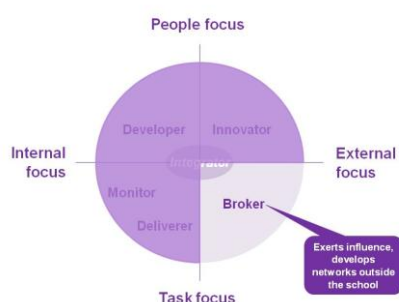 People focus
Developer
Innovator
Internal
focus
Integrator
External
focus
Monitor
Broker
Deliverer
Exerts influence,
develops
networks outside
the school
Task focus